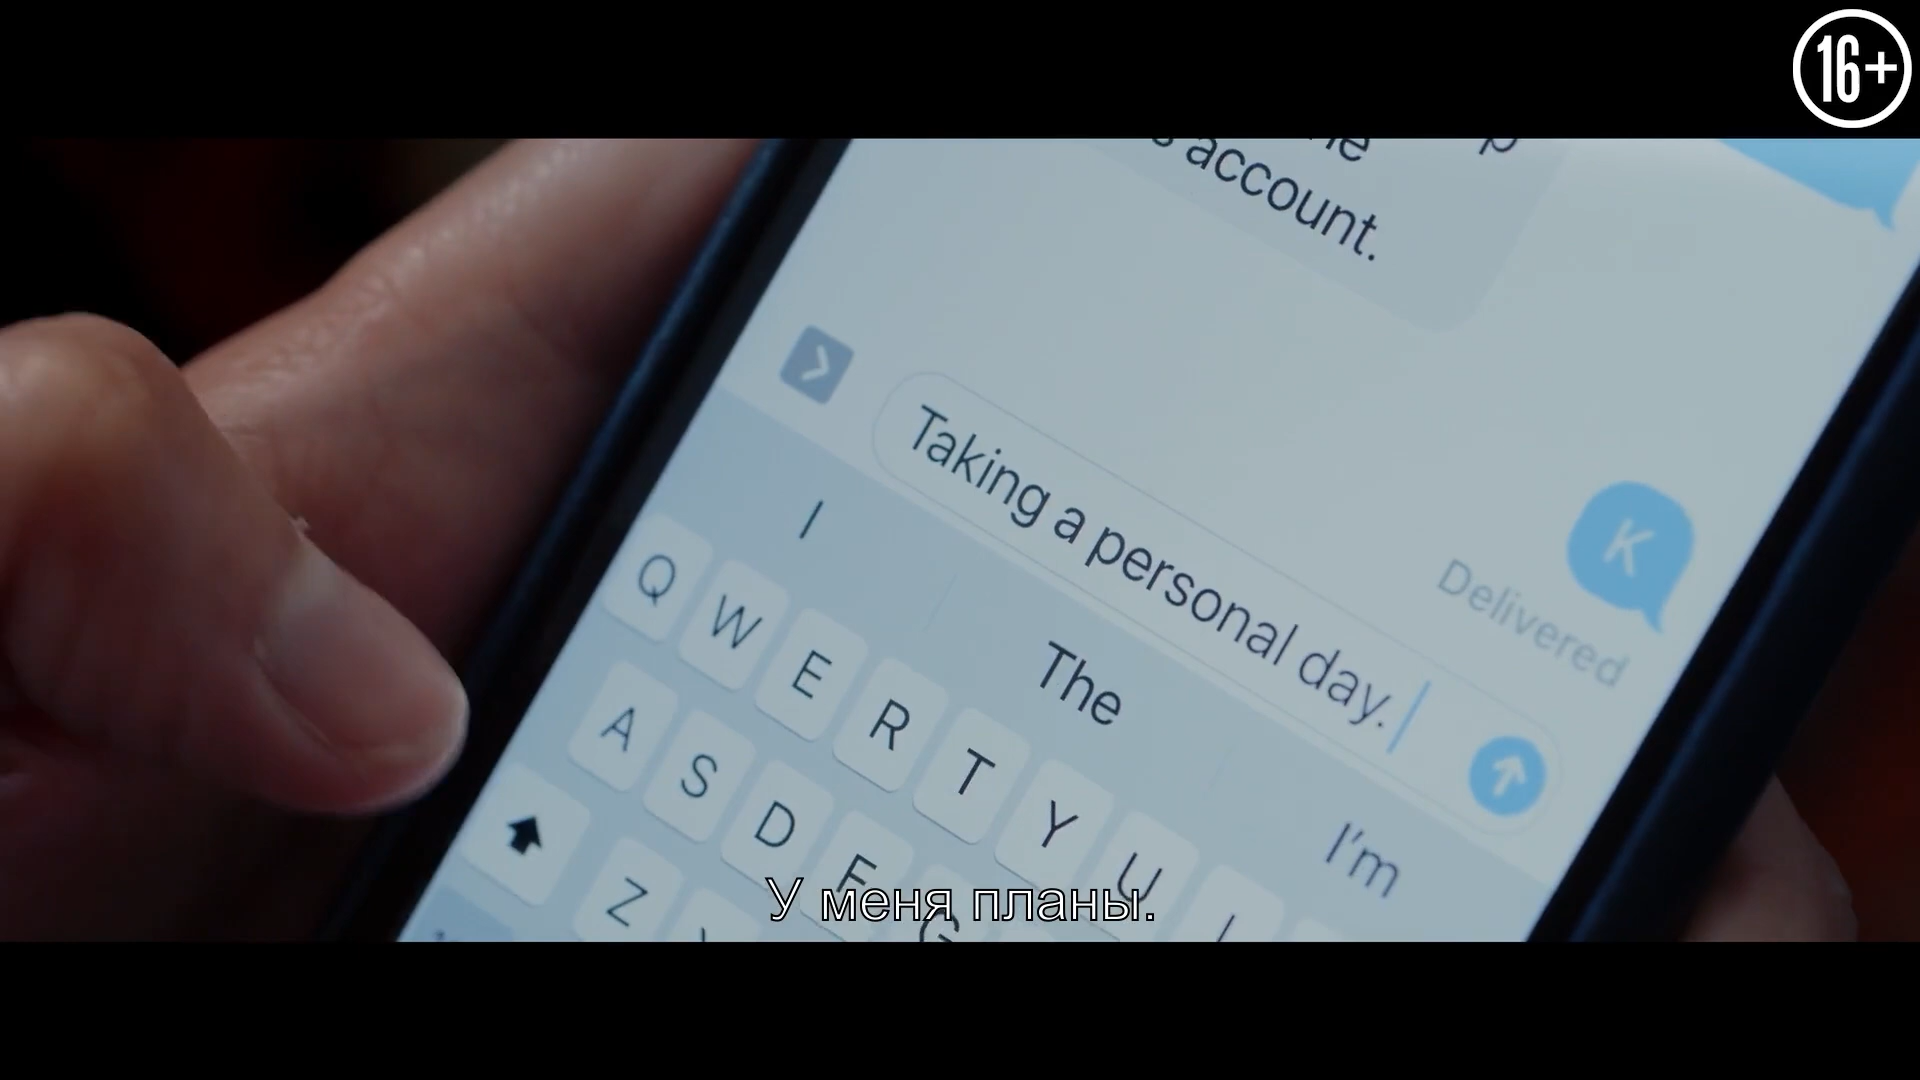 16+
account.
K
Delivered
Taking a personal day.
I
The
I'm
Q W E R T Y U
A S D F G
Z
У меня планы.